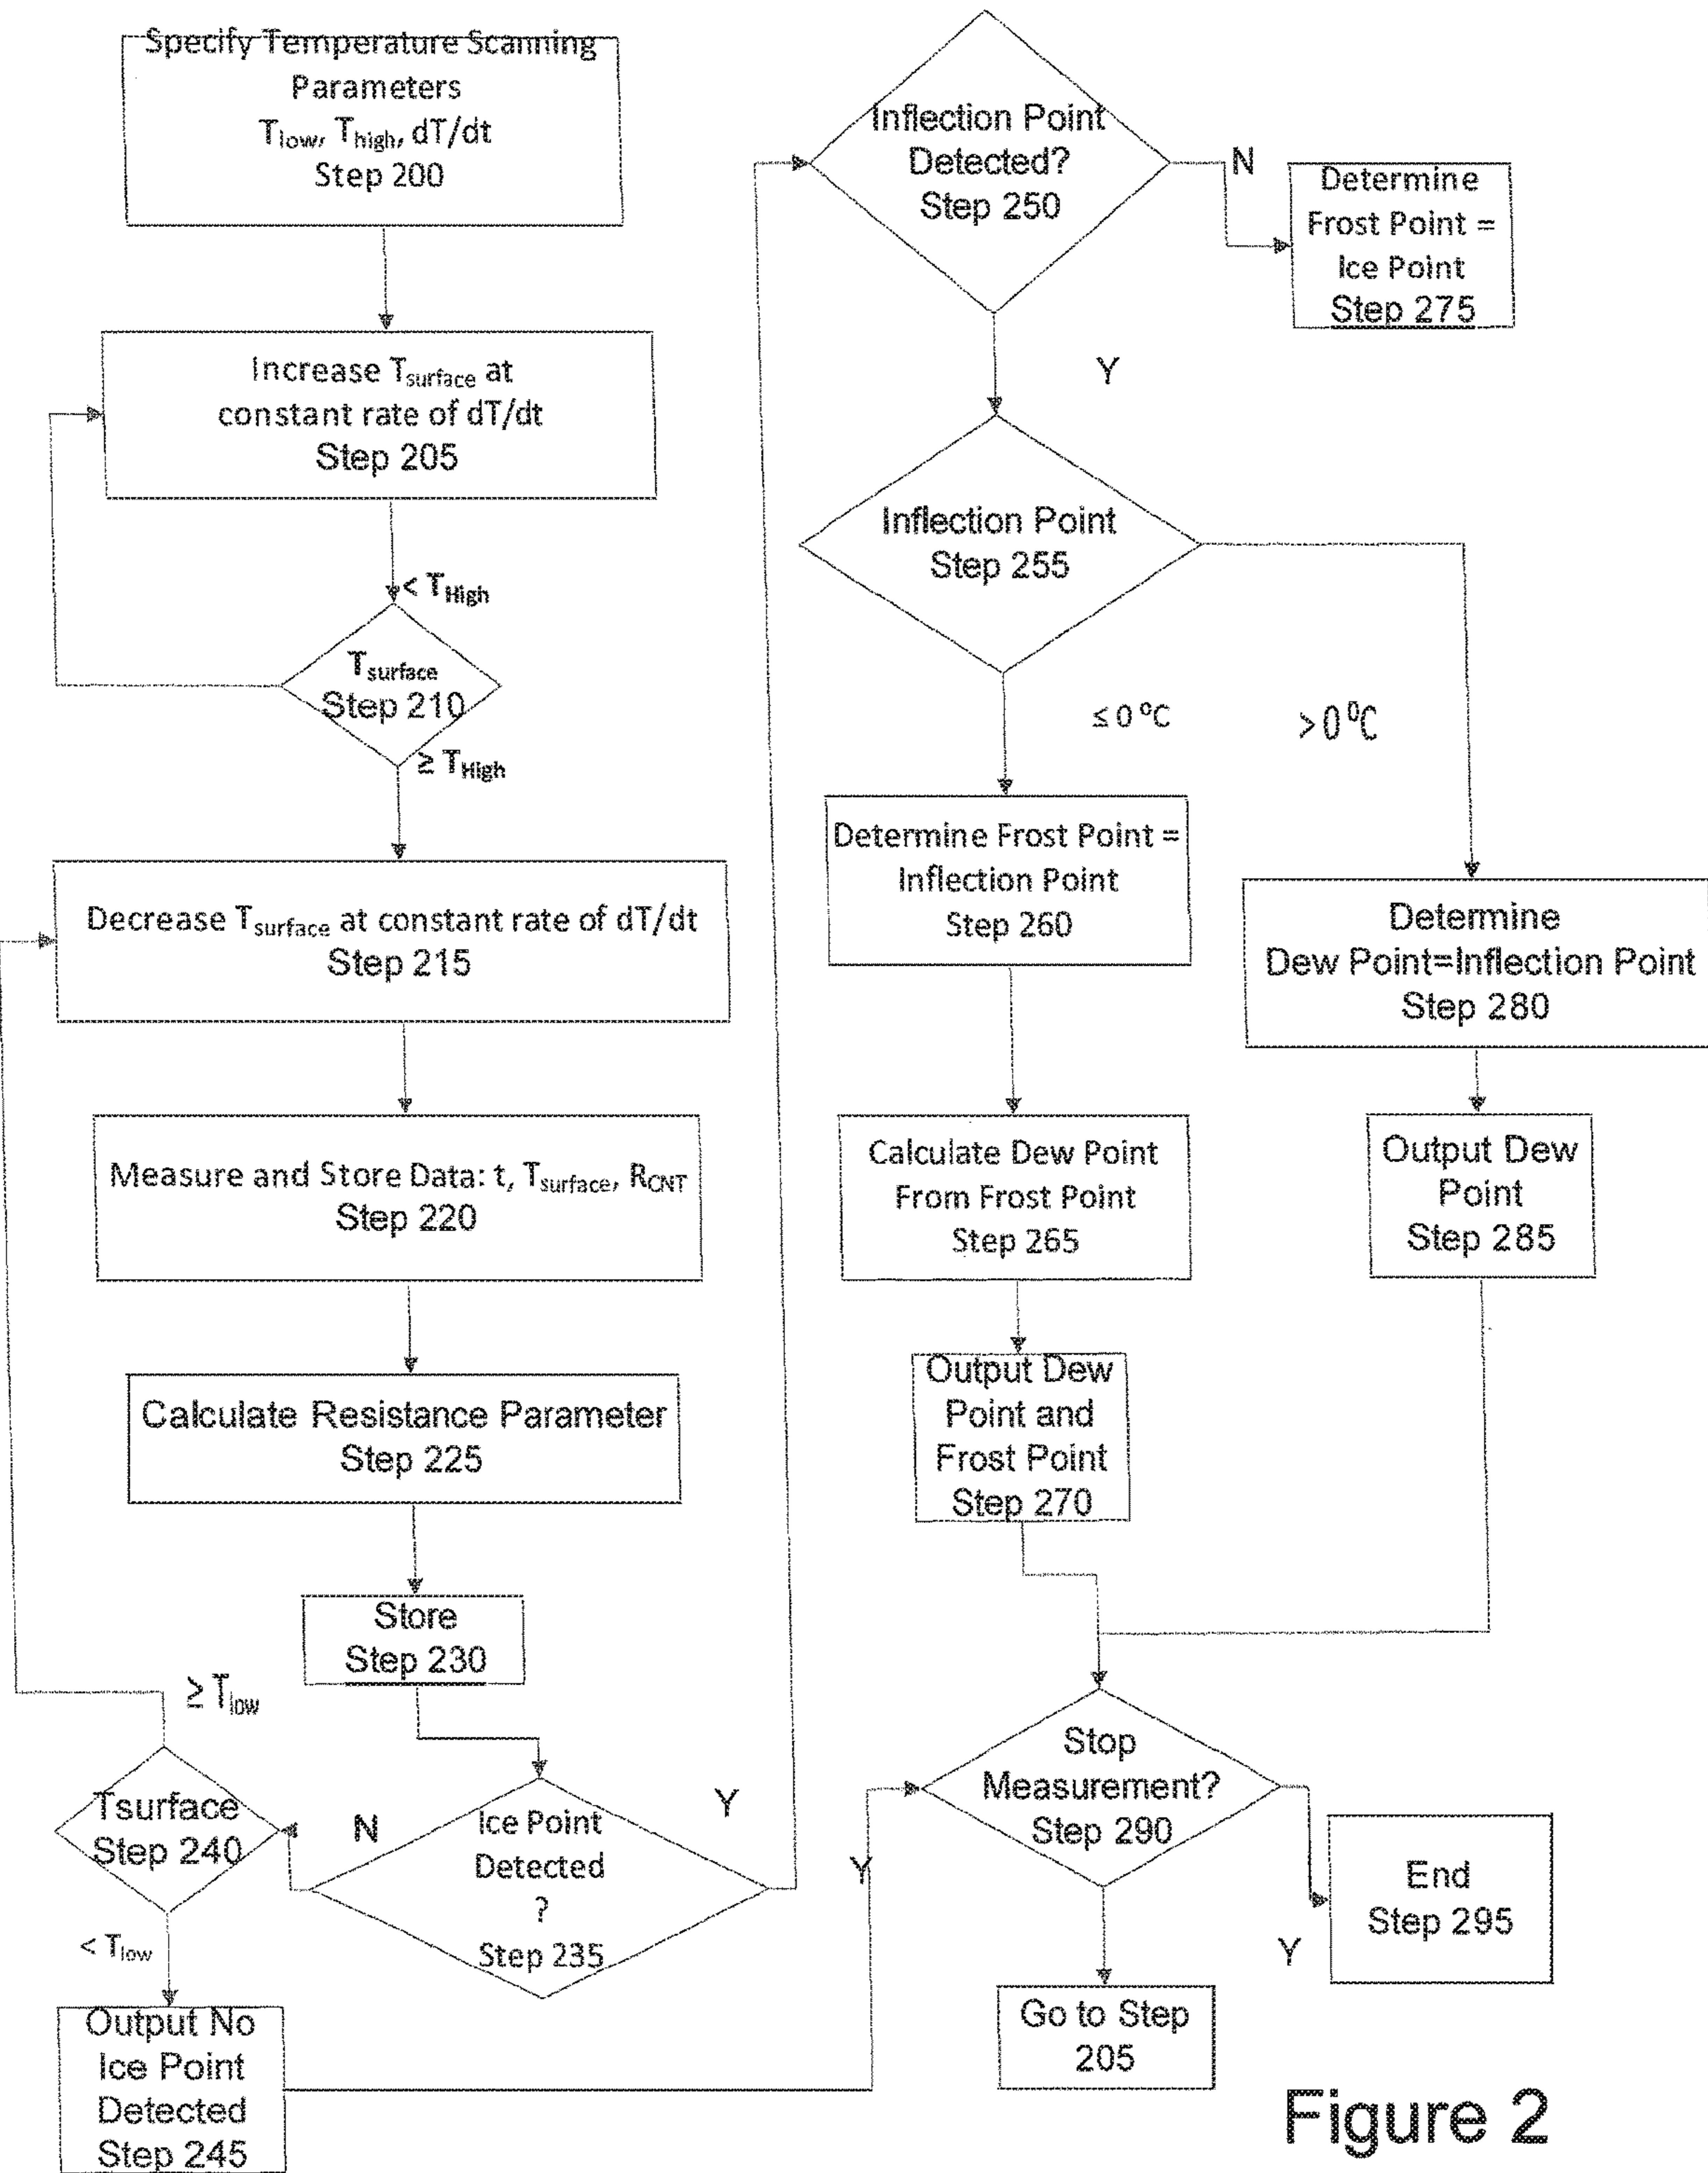 Specify Temperature Scanning
Parameters
Tlow, Thigh, dT/dt
Step 200
Increase Tsurface at
constant rate of dT/dt
Step 205
< THigh
Tsurface
Step 210
≥ THigh
Decrease Tsurface at constant rate of dT/dt
Step 215
Measure and Store Data: t, Tsurface, RCNT
Step 220
Calculate Resistance Parameter
Step 225
Store
Step 230
≥ Tlow
Tsurface
Step 240
N
Ice Point
Detected
?
Step 235
Y
< Tlow
Output No
Ice Point
Detected
Step 245
Inflection Point
Detected?
Step 250
N
Determine
Frost Point =
Ice Point
Step 275
Y
Inflection Point
Step 255
≤ 0 ºC
> 0 ⁰C
Determine Frost Point =
Inflection Point
Step 260
Determine
Dew Point=Inflection Point
Step 280
Calculate Dew Point
From Frost Point
Step 265
Output Dew
Point
Step 285
Output Dew
Point and
Frost Point
Step 270
Stop
Measurement?
Step 290
Y
End
Step 295
Y
Go to Step
205
Figure 2